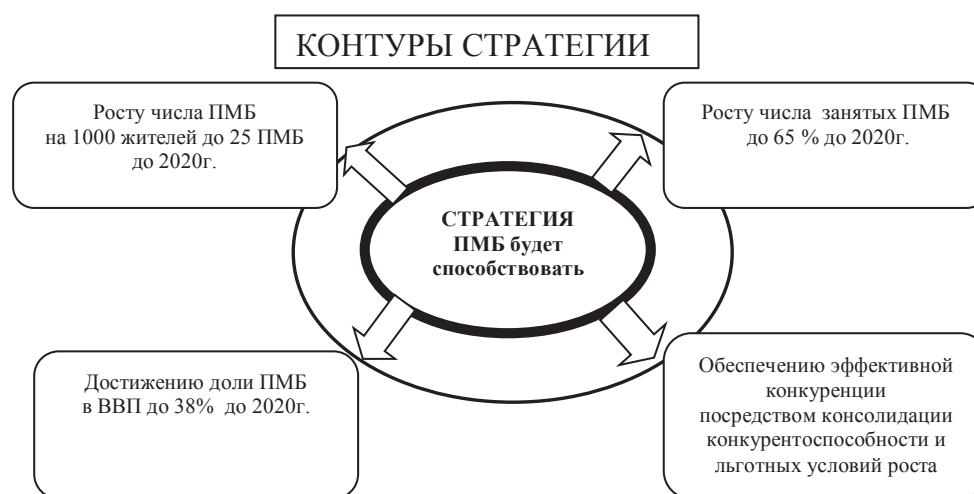 КОНТУРЫ СТРАТЕГИИ
Росту числа ПМБ
на 1000 жителей до 25 ПМБ
до 2020г.
Росту числа занятых ПМБ
до 65 % до 2020г.
СТРАТЕГИЯ
ПМБ будет
способствовать
Достижению доли ПМБ
в ВВП до 38% до 2020г.
Обеспечению эффективной
конкуренции
посредством консолидации
конкурентоспособности и
льготных условий роста